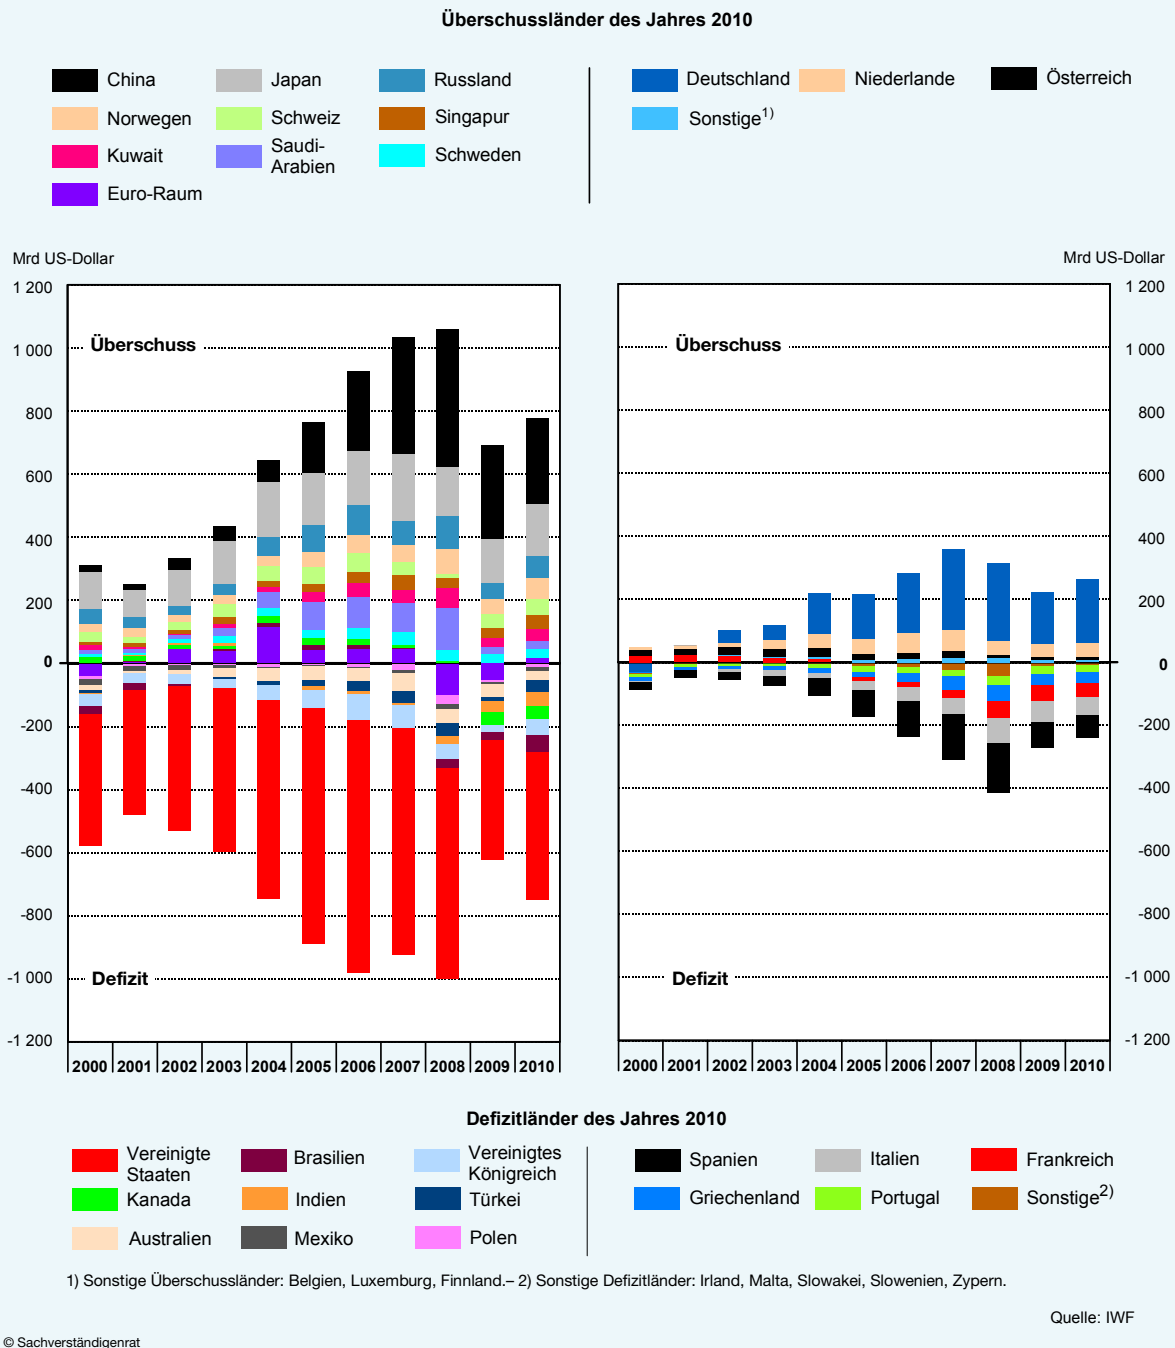 Überschussländer des Jahres 2010
China Japan Russland
Norwegen Schweiz Singapur
Kuwait Saudi-
Arabien Schweden
Euro-Raum
Deutschland Niederlande Österreich
Sonstige1)
Mrd US-Dollar
Mrd US-Dollar
1 200
1 000
800
600
400
200
0
-200
-400
-600
-800
-1 000
-1 200
Überschuss
Defizit
2000 2001 2002 2003 2004 2005 2006 2007 2008 2009 2010
Überschuss
Defizit
1 200
1 000
800
600
400
200
0
-200
-400
-600
-800
-1 000
-1 200
2000 2001 2002 2003 2004 2005 2006 2007 2008 2009 2010
Defizitländer des Jahres 2010
Vereinigte
Staaten Brasilien Vereinigtes
Königreich
Kanada Indien Türkei
Australien Mexiko Polen
Spanien Italien Frankreich
Griechenland Portugal Sonstige2)
1) Sonstige Überschussländer: Belgien, Luxemburg, Finnland.– 2) Sonstige Defizitländer: Irland, Malta, Slowakei, Slowenien, Zypern.
Quelle: IWF
© Sachverständigenrat